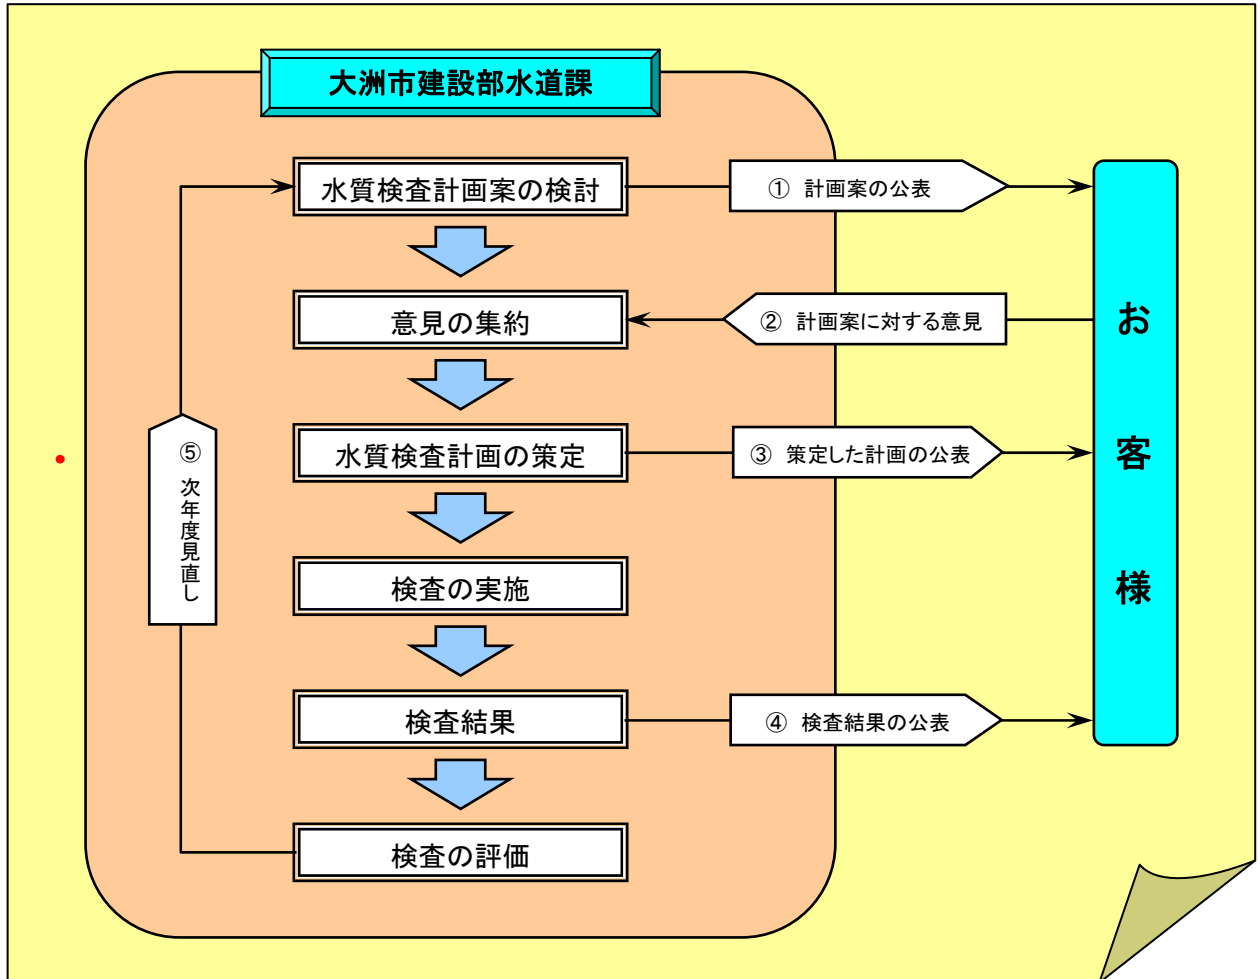 大洲市建設部水道課
水質検査計画案の検討
① 計画案の公表
意見の集約
② 計画案に対する意見
水質検査計画の策定
③ 策定した計画の公表
検査の実施
検査結果
④ 検査結果の公表
検査の評価
⑤ 次年度見直し
お客様